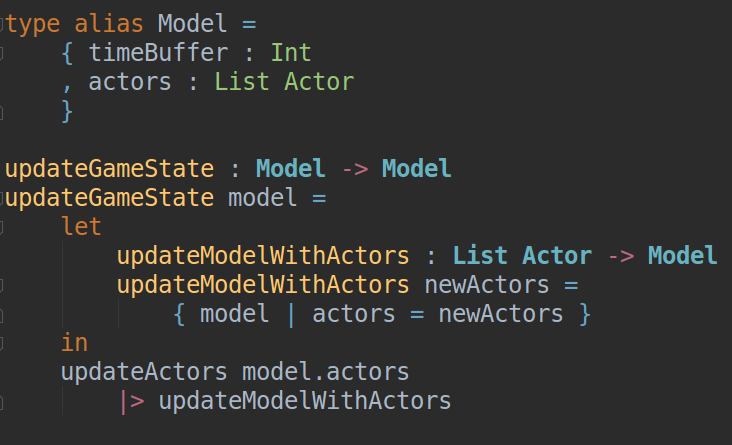 type alias Model =
    { timeBuffer : Int
    , actors : List Actor
    }

updateGameState : Model -> Model
updateGameState model =
    let
        updateModelWithActors : List Actor -> Model
        updateModelWithActors newActors =
            { model | actors = newActors }
    in
    updateActors model.actors
        |> updateModelWithActors